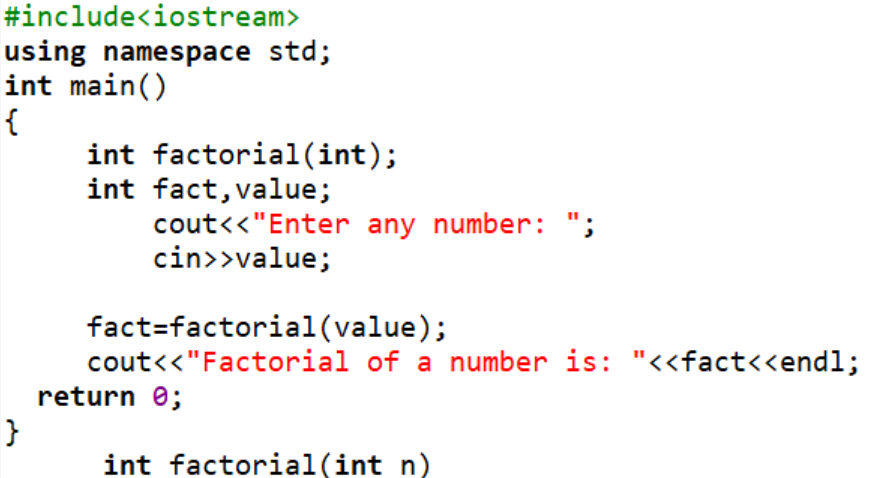 #include<iostream>
using namespace std;
int main()
{
int factorial(int);
int fact,value;
cout<<"Enter any number: ";
cin>>value;
fact=factorial(value);
cout<<"Factorial of a number is: "<<fact<<endl;
return 0;
}
int factorial(int n)